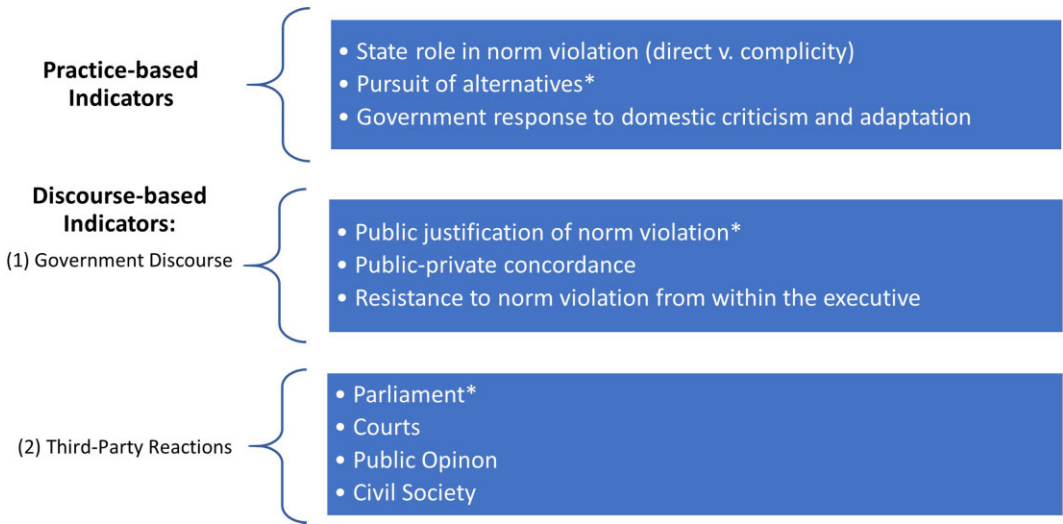 Practice-based
Indicators
• State role in norm violation (direct v. complicity)
• Pursuit of alternatives*
• Government response to domestic criticism and adaptation
Discourse-based
Indicators:
(1) Government Discourse
• Public justification of norm violation*
• Public-private concordance
• Resistance to norm violation from within the executive
(2) Third-Party Reactions
• Parliament*
• Courts
• Public Opinon
• Civil Society